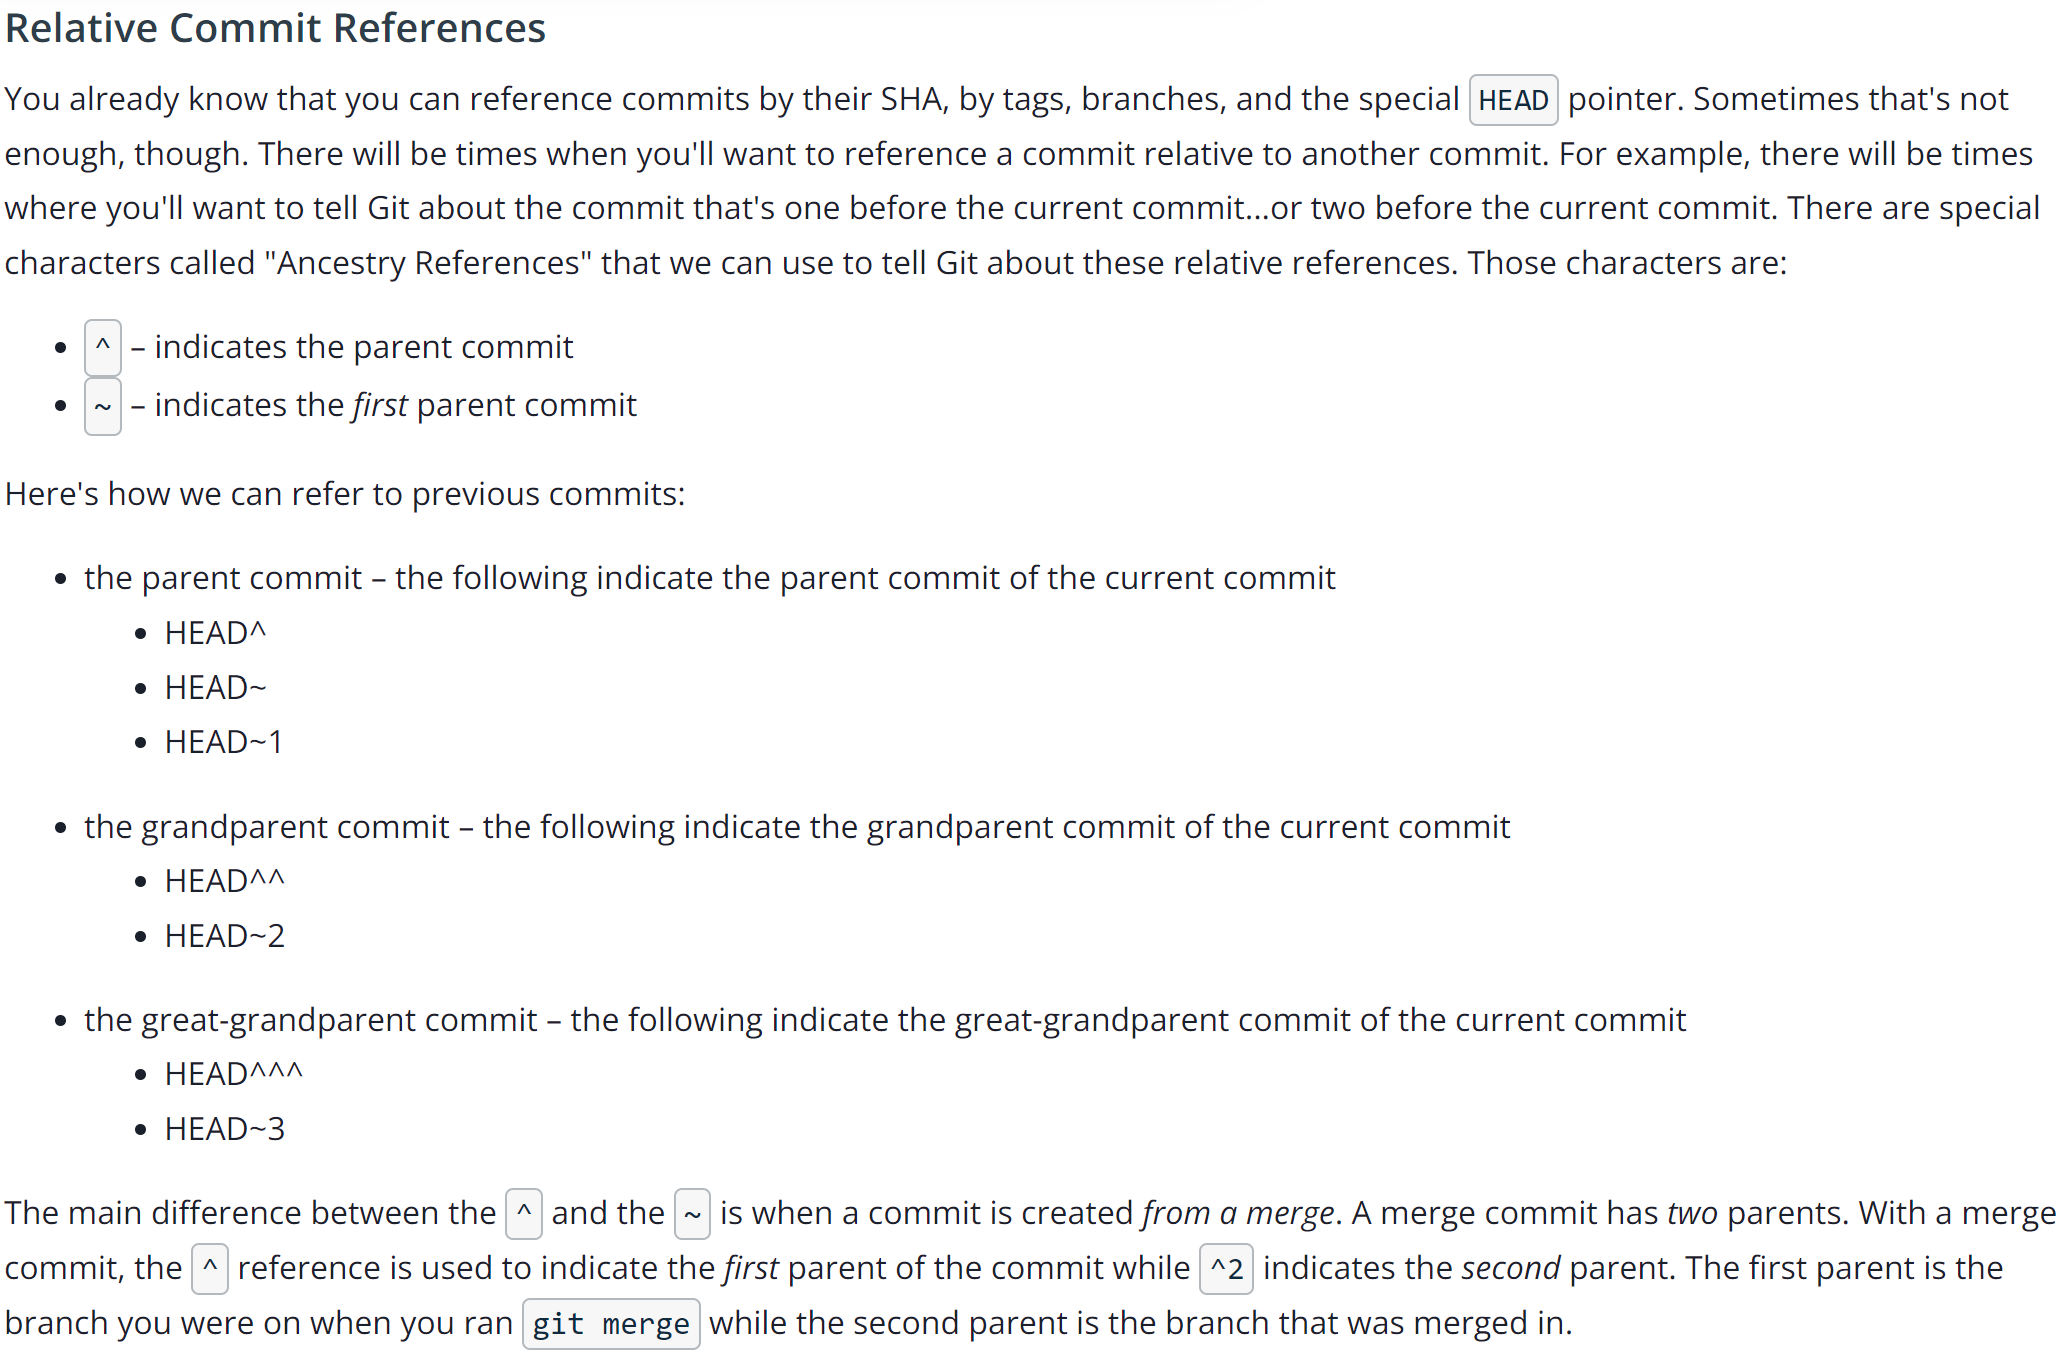 Relative Commit References
You already know that you can reference commits by their SHA, by tags, branches, and the special HEAD pointer. Sometimes that's not
enough, though. There will be times when you'll want to reference a commit relative to another commit. For example, there will be times
where you'll want to tell Git about the commit that's one before the current commit...or two before the current commit. There are special
characters called "Ancestry References" that we can use to tell Git about these relative references. Those characters are:
• ^ – indicates the parent commit
• ~ – indicates the first parent commit
Here's how we can refer to previous commits:
• the parent commit – the following indicate the parent commit of the current commit
• HEAD^
• HEAD~
• HEAD~1
• the grandparent commit – the following indicate the grandparent commit of the current commit
• HEAD^^
• HEAD~2
• the great-grandparent commit – the following indicate the great-grandparent commit of the current commit
• HEAD^^^
• HEAD~3
The main difference between the ^ and the ~ is when a commit is created from a merge. A merge commit has two parents. With a merge
commit, the ^ reference is used to indicate the first parent of the commit while ^2 indicates the second parent. The first parent is the
branch you were on when you ran git merge while the second parent is the branch that was merged in.